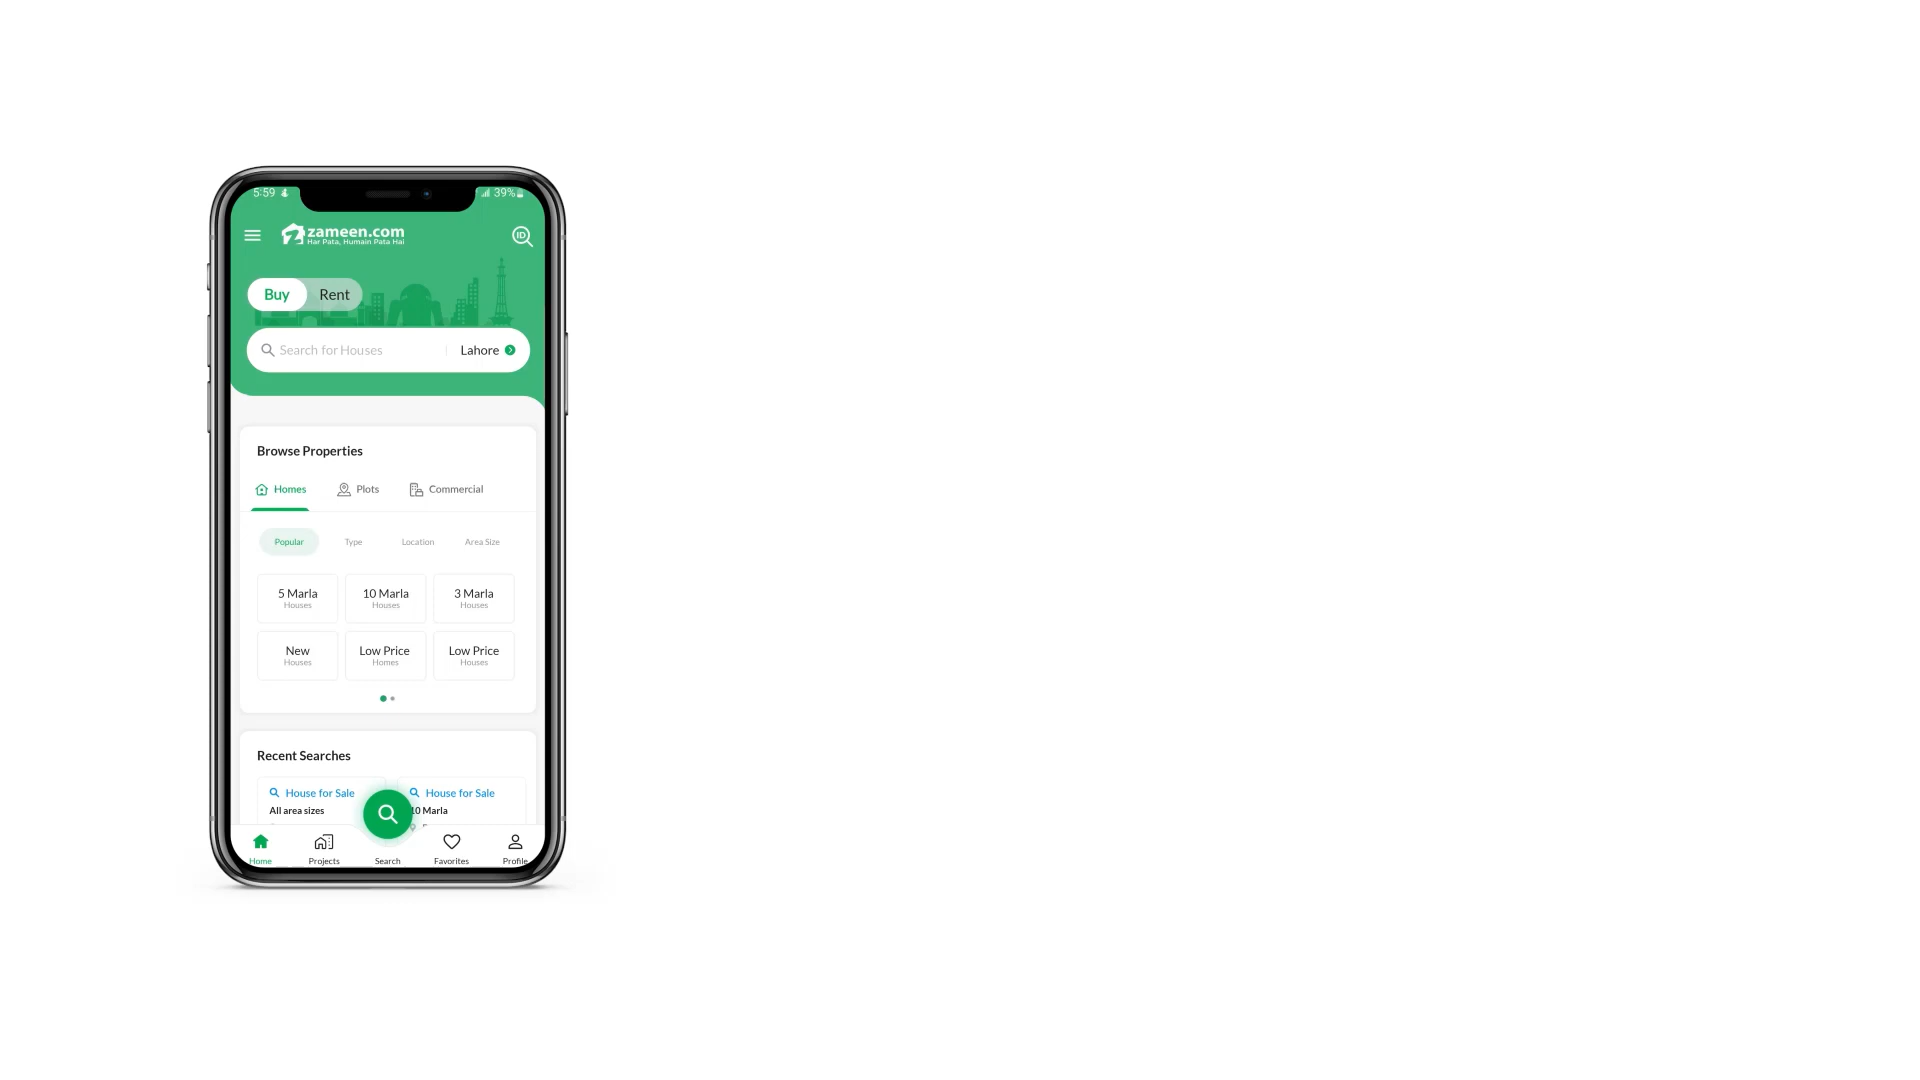 5:59
39%
zameen.com
Har Pata, Humain Pata Hai
ID
Buy Rent
Search for Houses Lahore
Browse Properties
Homes Plots Commercial
Popular Type Location Area Size
5 Marla 10 Marla 3 Marla
Houses Houses Houses
New Low Price Low Price
Houses Homes Houses
Recent Searches
House for Sale House for Sale
All area sizes 10 Marla
Home Projects Search Favorites Profile